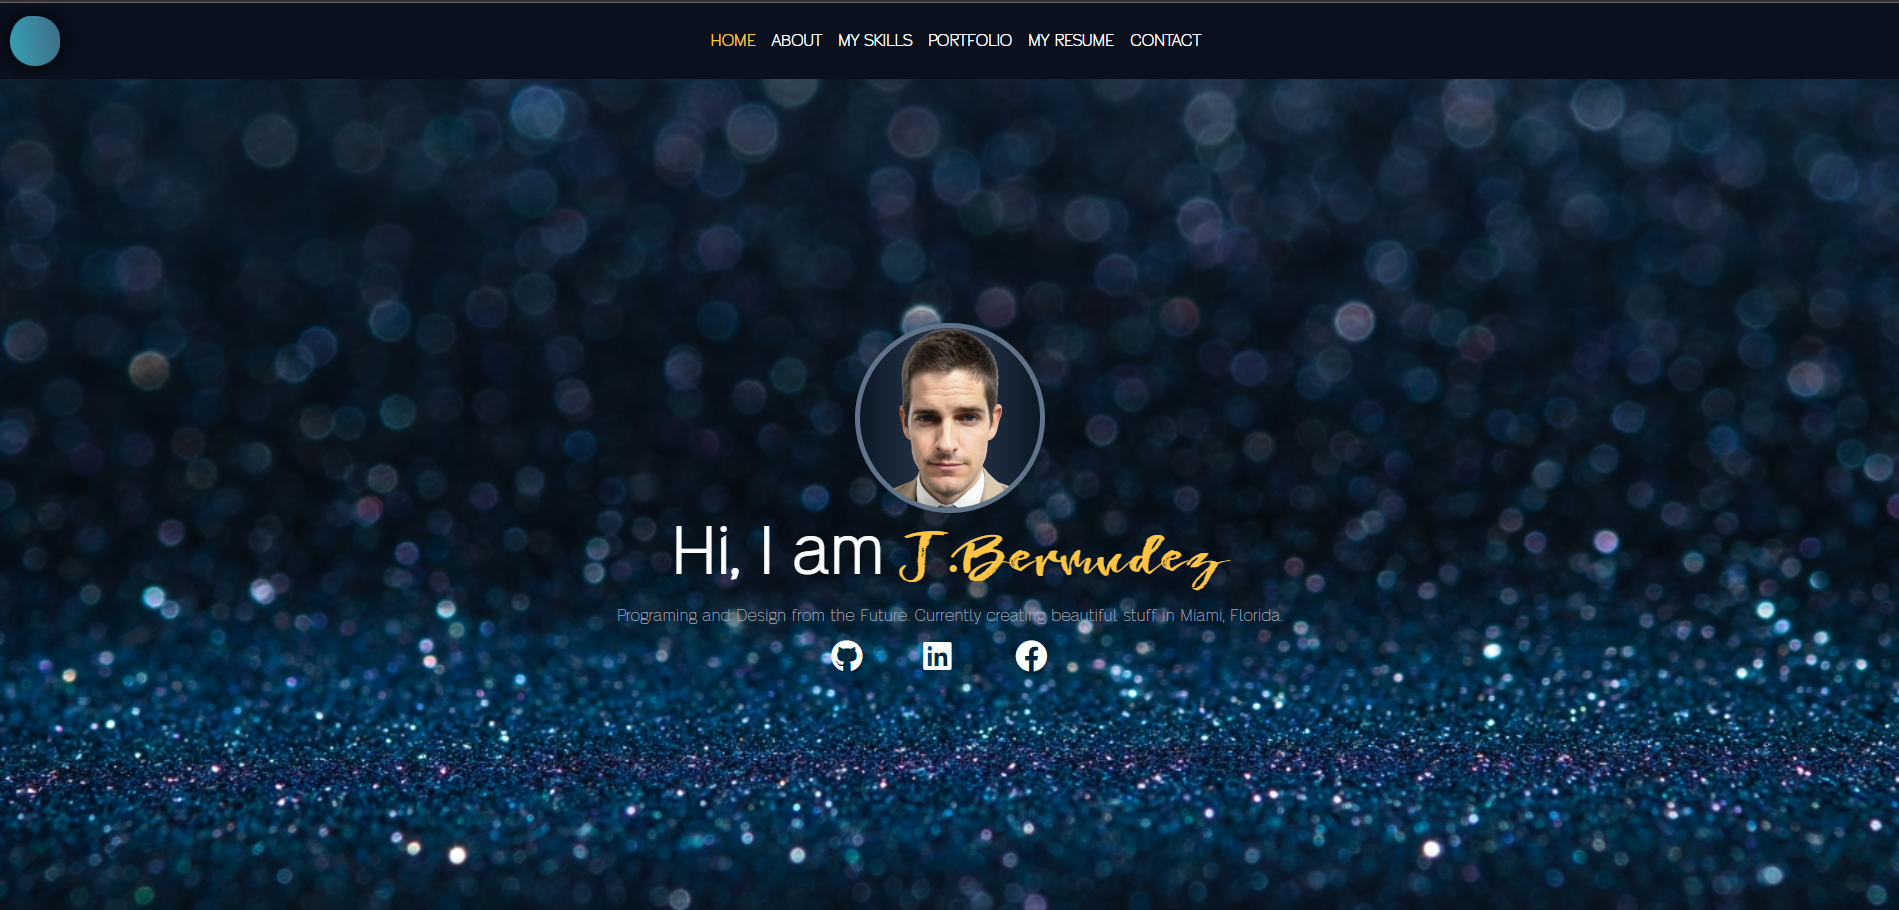 HOME ABOUT MY SKILLS PORTFOLIO MY RESUME CONTACT
Hi, I am J.Bermudez
Programing and Design from the Future. Currently creating beautiful stuff in Miami, Florida.
in